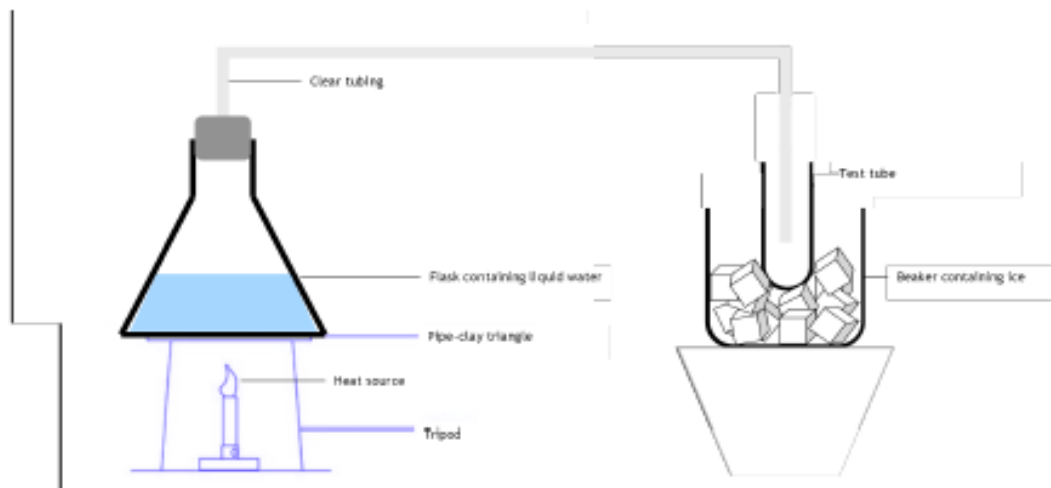 Clear tubing
Test tube
Flask containing liquid water
Beaker containing ice
Pipe-clay triangle
Heat source
Tripod